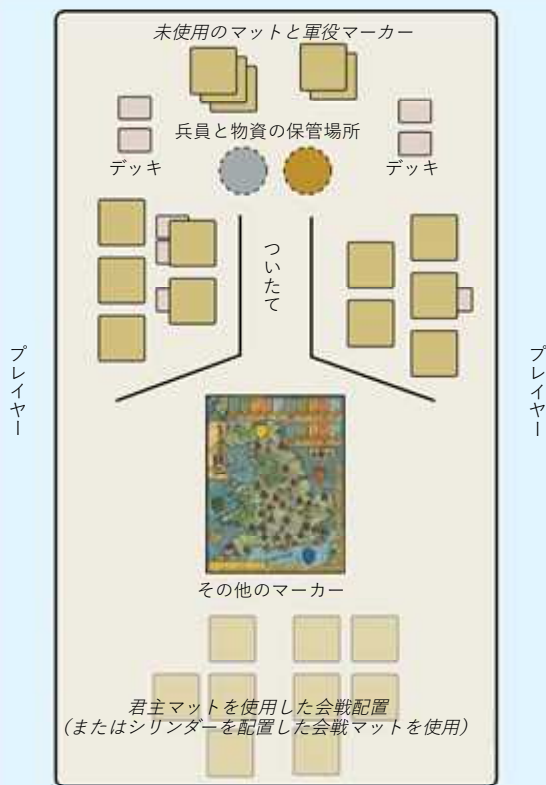 未使用のマットと軍役マーカー
兵員と物資の保管場所
デッキ
デッキ
ついたて
プレイヤー
プレイヤー
その他のマーカー
君主マットを使用した会戦配置
(またはシリンダーを配置した会戦マットを使用)